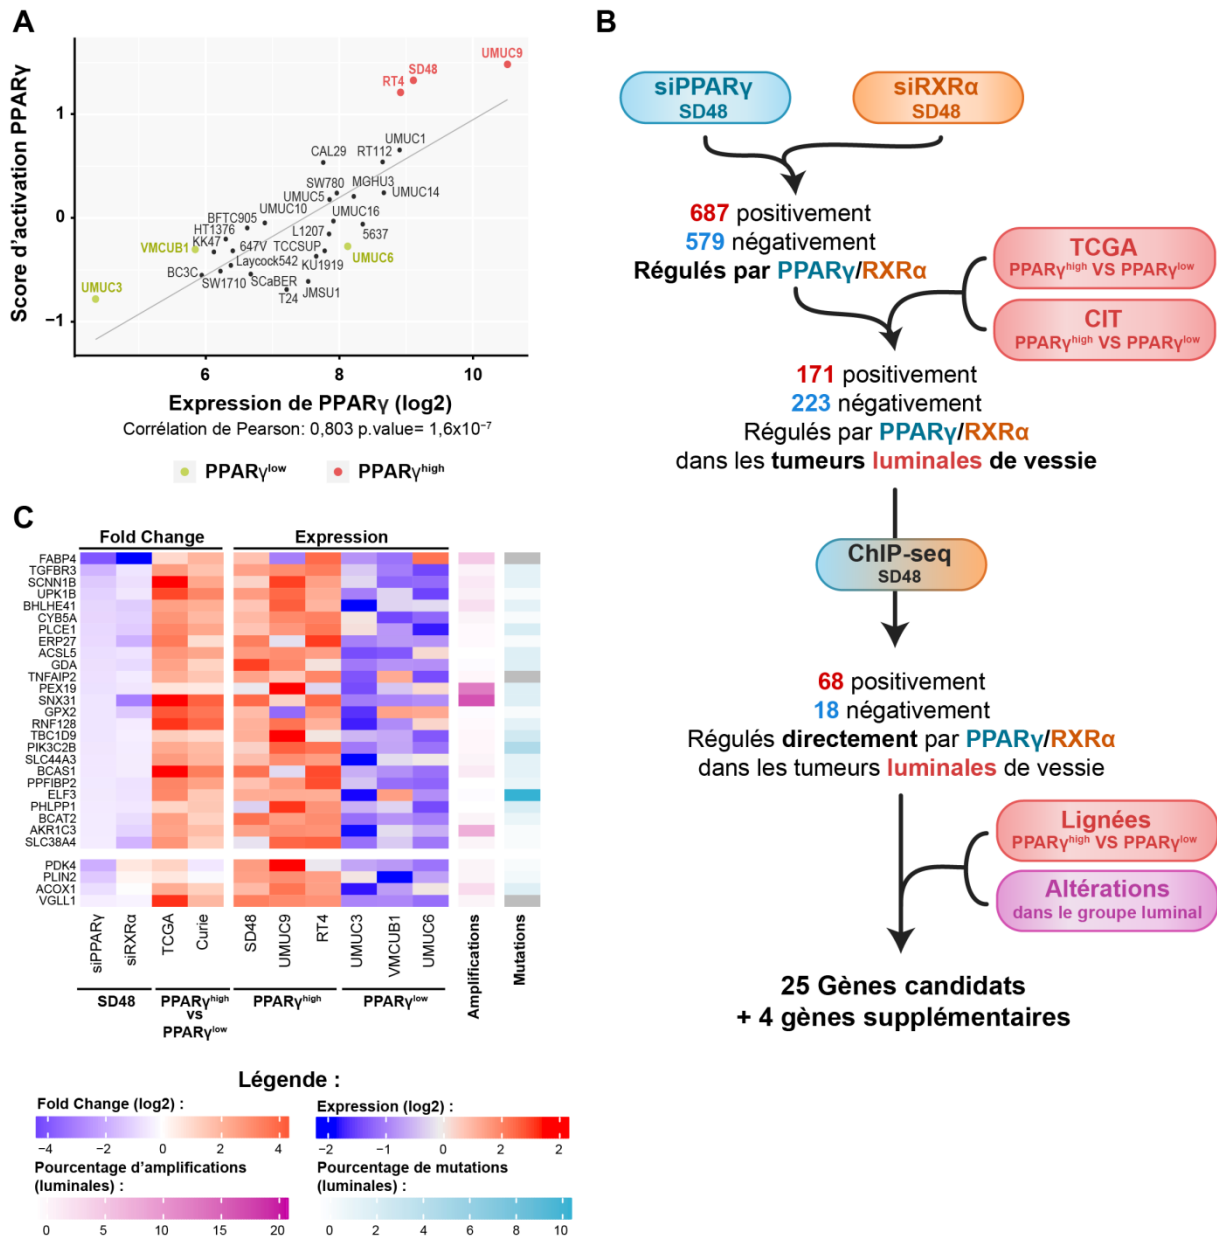 A
Score d'activation PPARγ
1
0
−1
UMUC9
SD48
RT4
UMUC1
CAL29
RT112
SW780
MGHU3
UMUC5
UMUC14
UMUC10
UMUC16
BFTC905
HT1376
L1207
5637
KK47
VMCUB1
647V
TCCSUP
UMUC6
BC3C
Laycock542
KU1919
SW1710
SCaBER
UMUC3
T24
JMSU1
6
8
10
Expression de PPARγ (log2)
Corrélation de Pearson: 0,803 p.value= 1,6x10⁻⁷
PPARγlow
PPARγhigh
B
siPPARγ
SD48
siRXRα
SD48
687 positivement
579 négativement
Régulés par PPARγ/RXRα
TCGA
PPARγhigh VS PPARγlow
CIT
PPARγhigh VS PPARγlow
171 positivement
223 négativement
Régulés par PPARγ/RXRα
dans les tumeurs luminales de vessie
ChIP-seq
SD48
68 positivement
18 négativement
Régulés directement par PPARγ/RXRα
dans les tumeurs luminales de vessie
Lignées
PPARγhigh VS PPARγlow
Altérations
dans le groupe luminal
25 Gènes candidats
+ 4 gènes supplémentaires
C
Fold Change
Expression
FABP4
TGFBR3
SCNN1B
UPK1B
BHLHE41
CYB5A
PLCE1
ERP27
ACSL5
GDA
TNFAIP2
PEX19
SNX31
GPX2
RNF128
TBC1D9
PIK3C2B
SLC44A3
BCAS1
PPFIBP2
ELF3
PHLPP1
BCAT2
AKR1C3
SLC38A4
PDK4
PLIN2
ACOX1
VGLL1
siPPARγ
siRXRα
TCGA
Curie
SD48
UMUC9
RT4
UMUC3
VMCUB1
UMUC6
Amplifications
Mutations
SD48
PPARγhigh
vs
PPARγlow
PPARγhigh
PPARγlow
Légende :
Fold Change (log2) :
−4 −2 0 2 4
Expression (log2) :
−2 −1 0 1 2
Pourcentage d'amplifications
(luminales) :
0 5 10 15 20
Pourcentage de mutations
(luminales) :
0 2 4 6 8 10